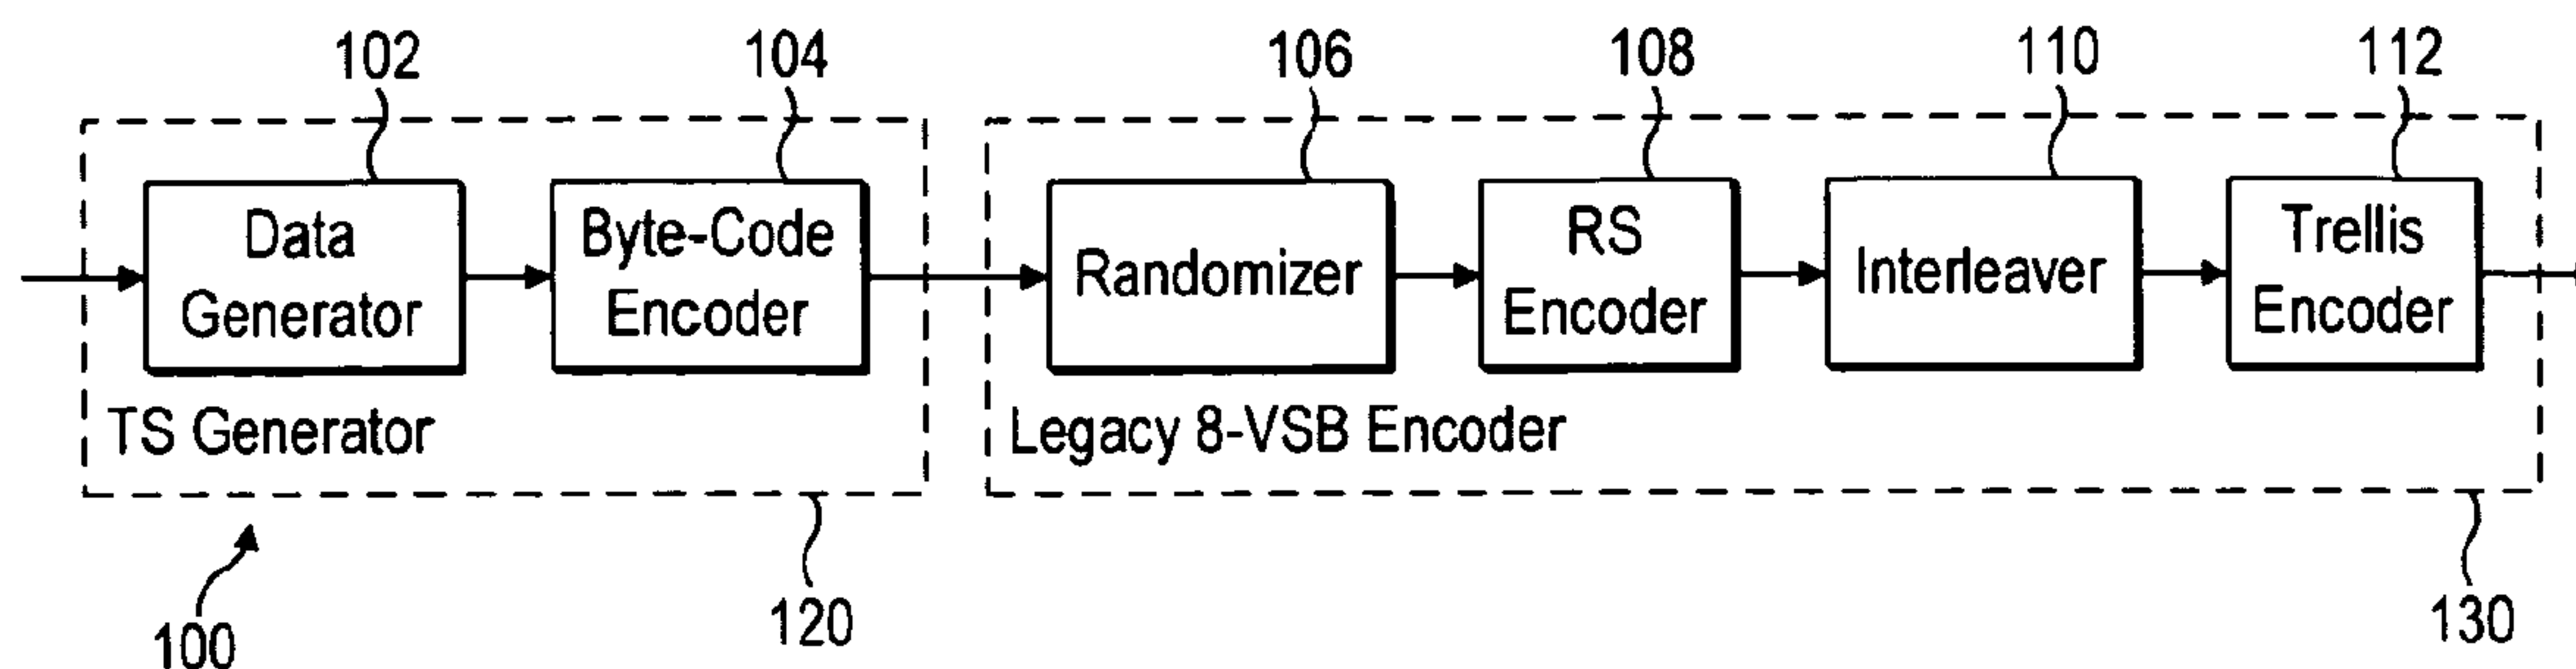 102
104
106
108
110
112
Data
Generator
Byte-Code
Encoder
Randomizer
RS
Encoder
Interleaver
Trellis
Encoder
TS Generator
Legacy 8-VSB Encoder
100
120
130